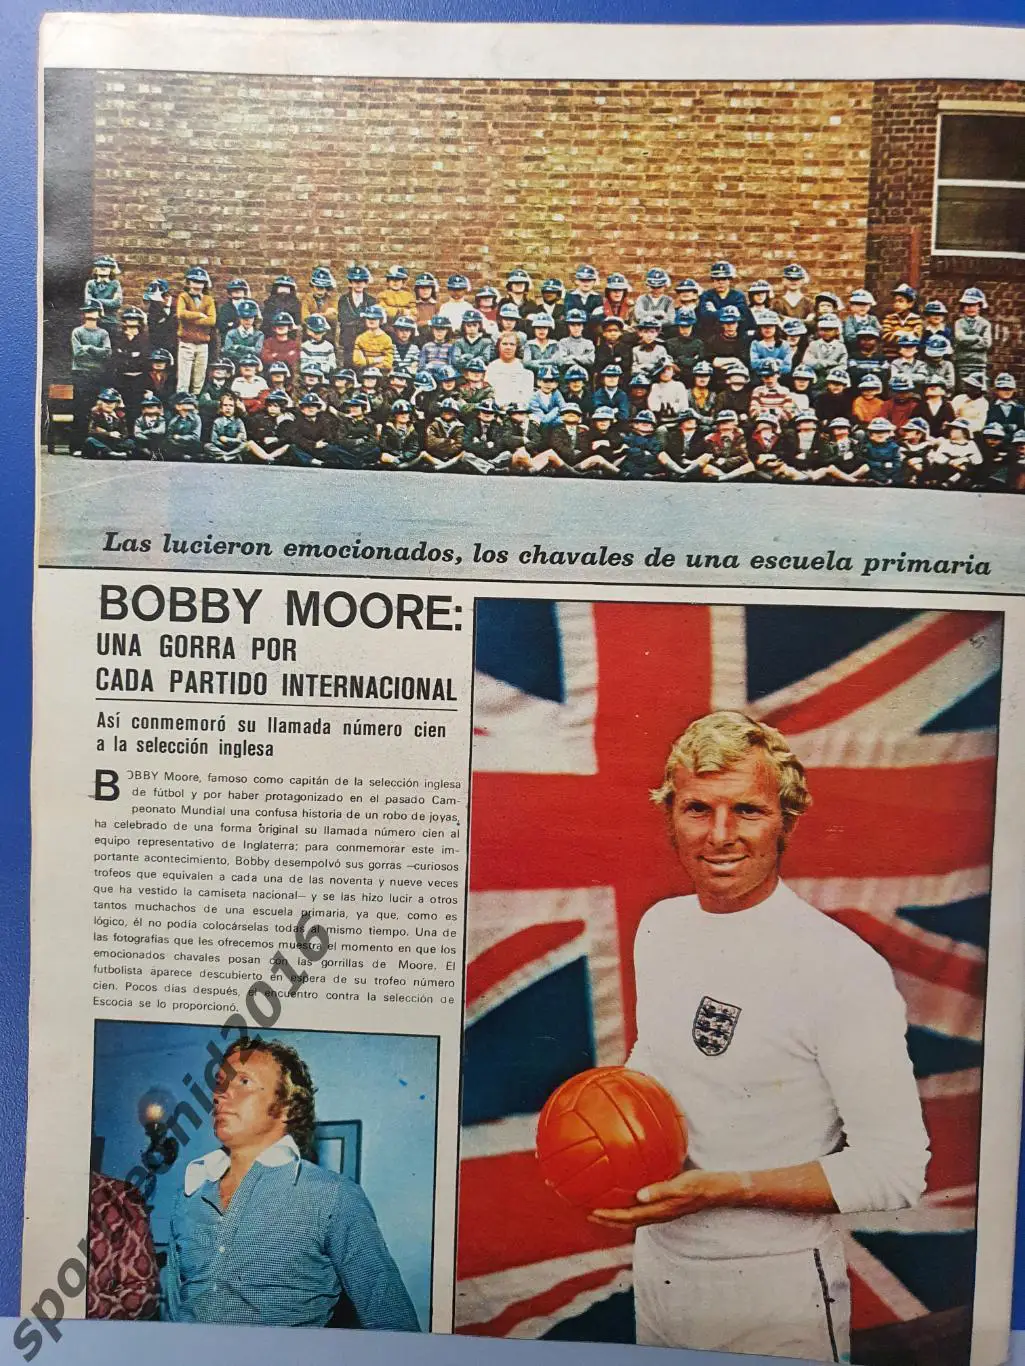 Las lucieron emocionados, los chavales de una escuela primaria
BOBBY MOORE:
UNA GORRA POR
CADA PARTIDO INTERNACIONAL
Así conmemoró su llamada número cien
a la selección inglesa
BOBBY Moore, famoso como capitán de la selección inglesa
de fútbol y por haber protagonizado en el pasado Cam-
peonato Mundial una confusa historia de un robo de joyas,
ha celebrado de una forma original su llamada número cien al
equipo representativo de Inglaterra; para conmemorar este im-
portante acontecimiento, Bobby desempolvó sus gorras —curiosos
trofeos que equivalen a cada una de las noventa y nueve veces
que ha vestido la camiseta nacional— y se las hizo lucir a otros
tantos muchachos de una escuela primaria, ya que, como es
lógico, él no podía colocárselas todas al mismo tiempo. Una de
las fotografías que les ofrecemos muestra el momento en que los
emocionados chavales posan con las gorrillas de Moore. El
futbolista aparece descubierto en espera de su trofeo número
cien. Pocos días después, el encuentro contra la selección de
Escocia se lo proporcionó.
sportleonid2016